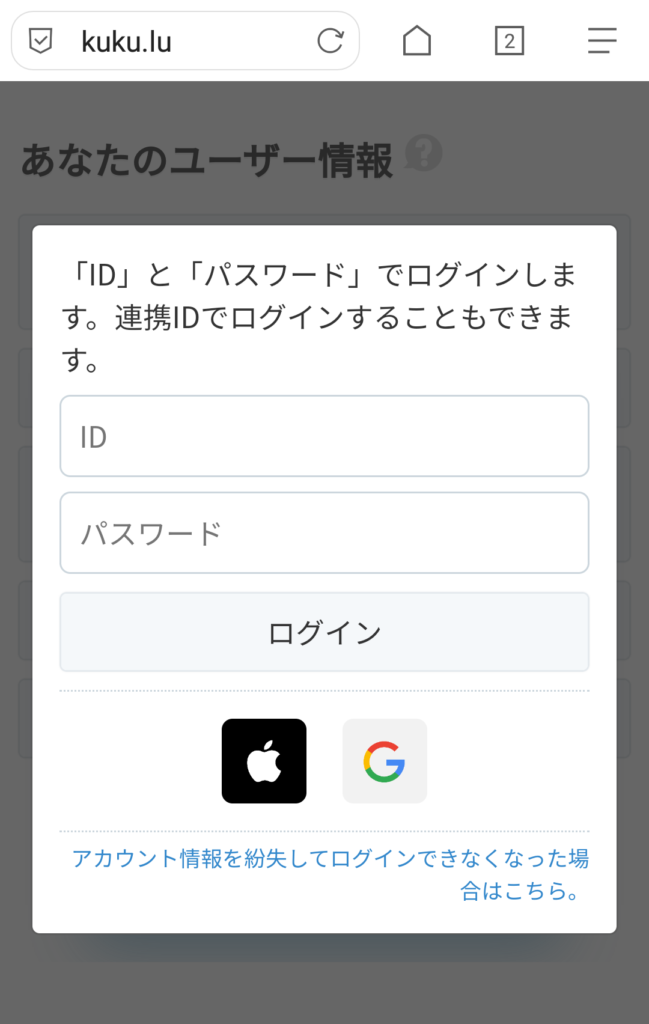 kuku.lu
2
あなたのユーザー情報
?
「ID」と「パスワード」でログインしま
す。連携IDでログインすることもできま
す。
ID
パスワード
ログイン
アカウント情報を紛失してログインできなくなった場
合はこちら。